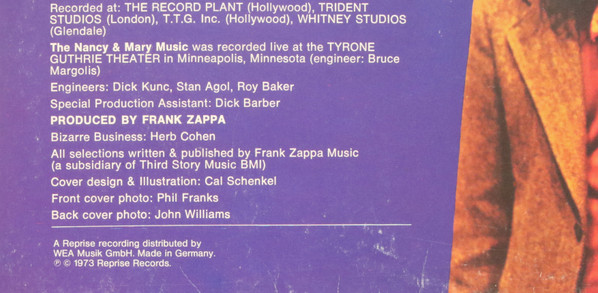 Recorded at: THE RECORD PLANT (Hollywood), TRIDENT
STUDIOS (London), T.T.G. Inc. (Hollywood), WHITNEY STUDIOS
(Glendale)
The Nancy & Mary Music was recorded live at the TYRONE
GUTHRIE THEATER in Minneapolis, Minnesota (engineer: Bruce
Margolis)
Engineers: Dick Kunc, Stan Agol, Roy Baker
Special Production Assistant: Dick Barber
PRODUCED BY FRANK ZAPPA
Bizarre Business: Herb Cohen
All selections written & published by Frank Zappa Music
(a subsidiary of Third Story Music BMI)
Cover design & Illustration: Cal Schenkel
Front cover photo: Phil Franks
Back cover photo: John Williams
A Reprise recording distributed by
WEA Musik GmbH. Made in Germany.
℗ © 1973 Reprise Records.